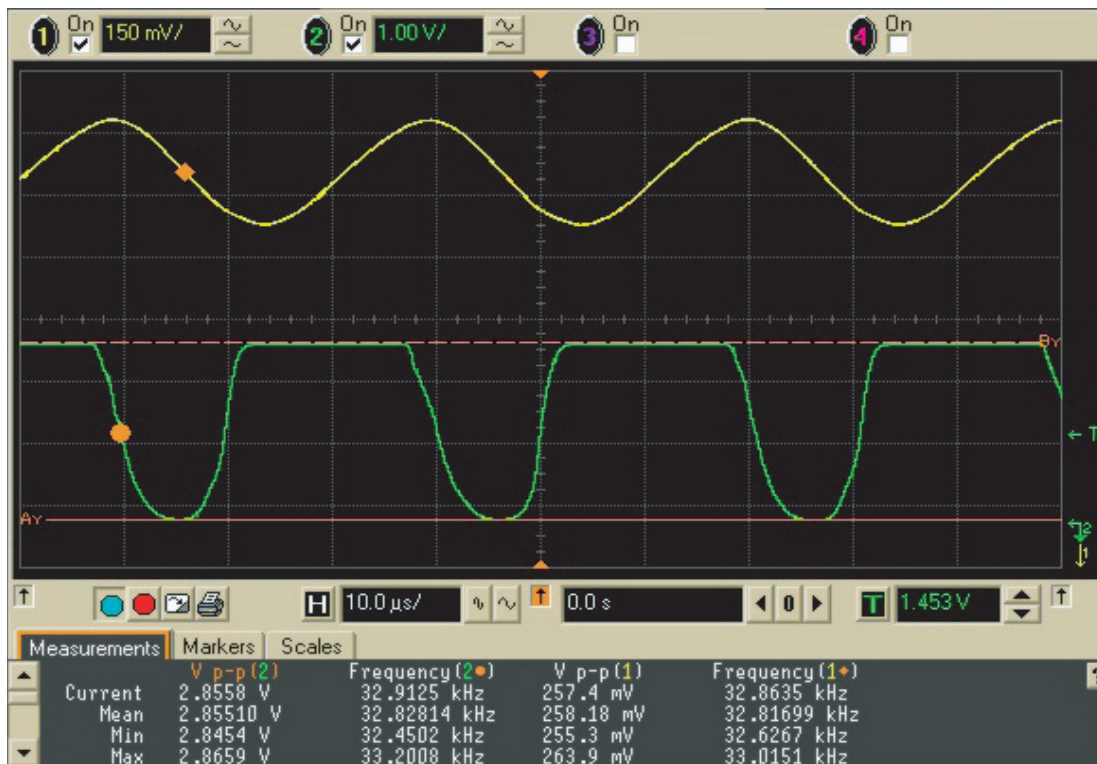 1 On 150 mV/ 2 On 1.00 V/ 3 On 4 On
BY
T
AY
2
1
H 10.0 µs/ 0.0 s 0 T 1.453 V
Measurements Markers Scales
V p-p(2) Frequency(2●) V p-p(1) Frequency(1◆)
Current 2.8558 V 32.9125 kHz 257.4 mV 32.8635 kHz
Mean 2.85510 V 32.82814 kHz 258.18 mV 32.81699 kHz
Min 2.8454 V 32.4502 kHz 255.3 mV 32.6267 kHz
Max 2.8659 V 33.2008 kHz 263.9 mV 33.0151 kHz